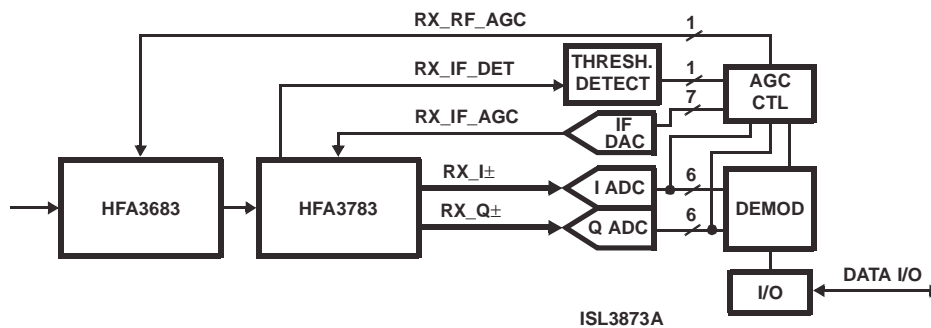 RX_RF_AGC
1
RX_IF_DET
THRESH.
DETECT
1
AGC
CTL
7
RX_IF_AGC
IF
DAC
HFA3683
HFA3783
RX_I±
I ADC
6
DEMOD
RX_Q±
Q ADC
6
I/O
DATA I/O
ISL3873A